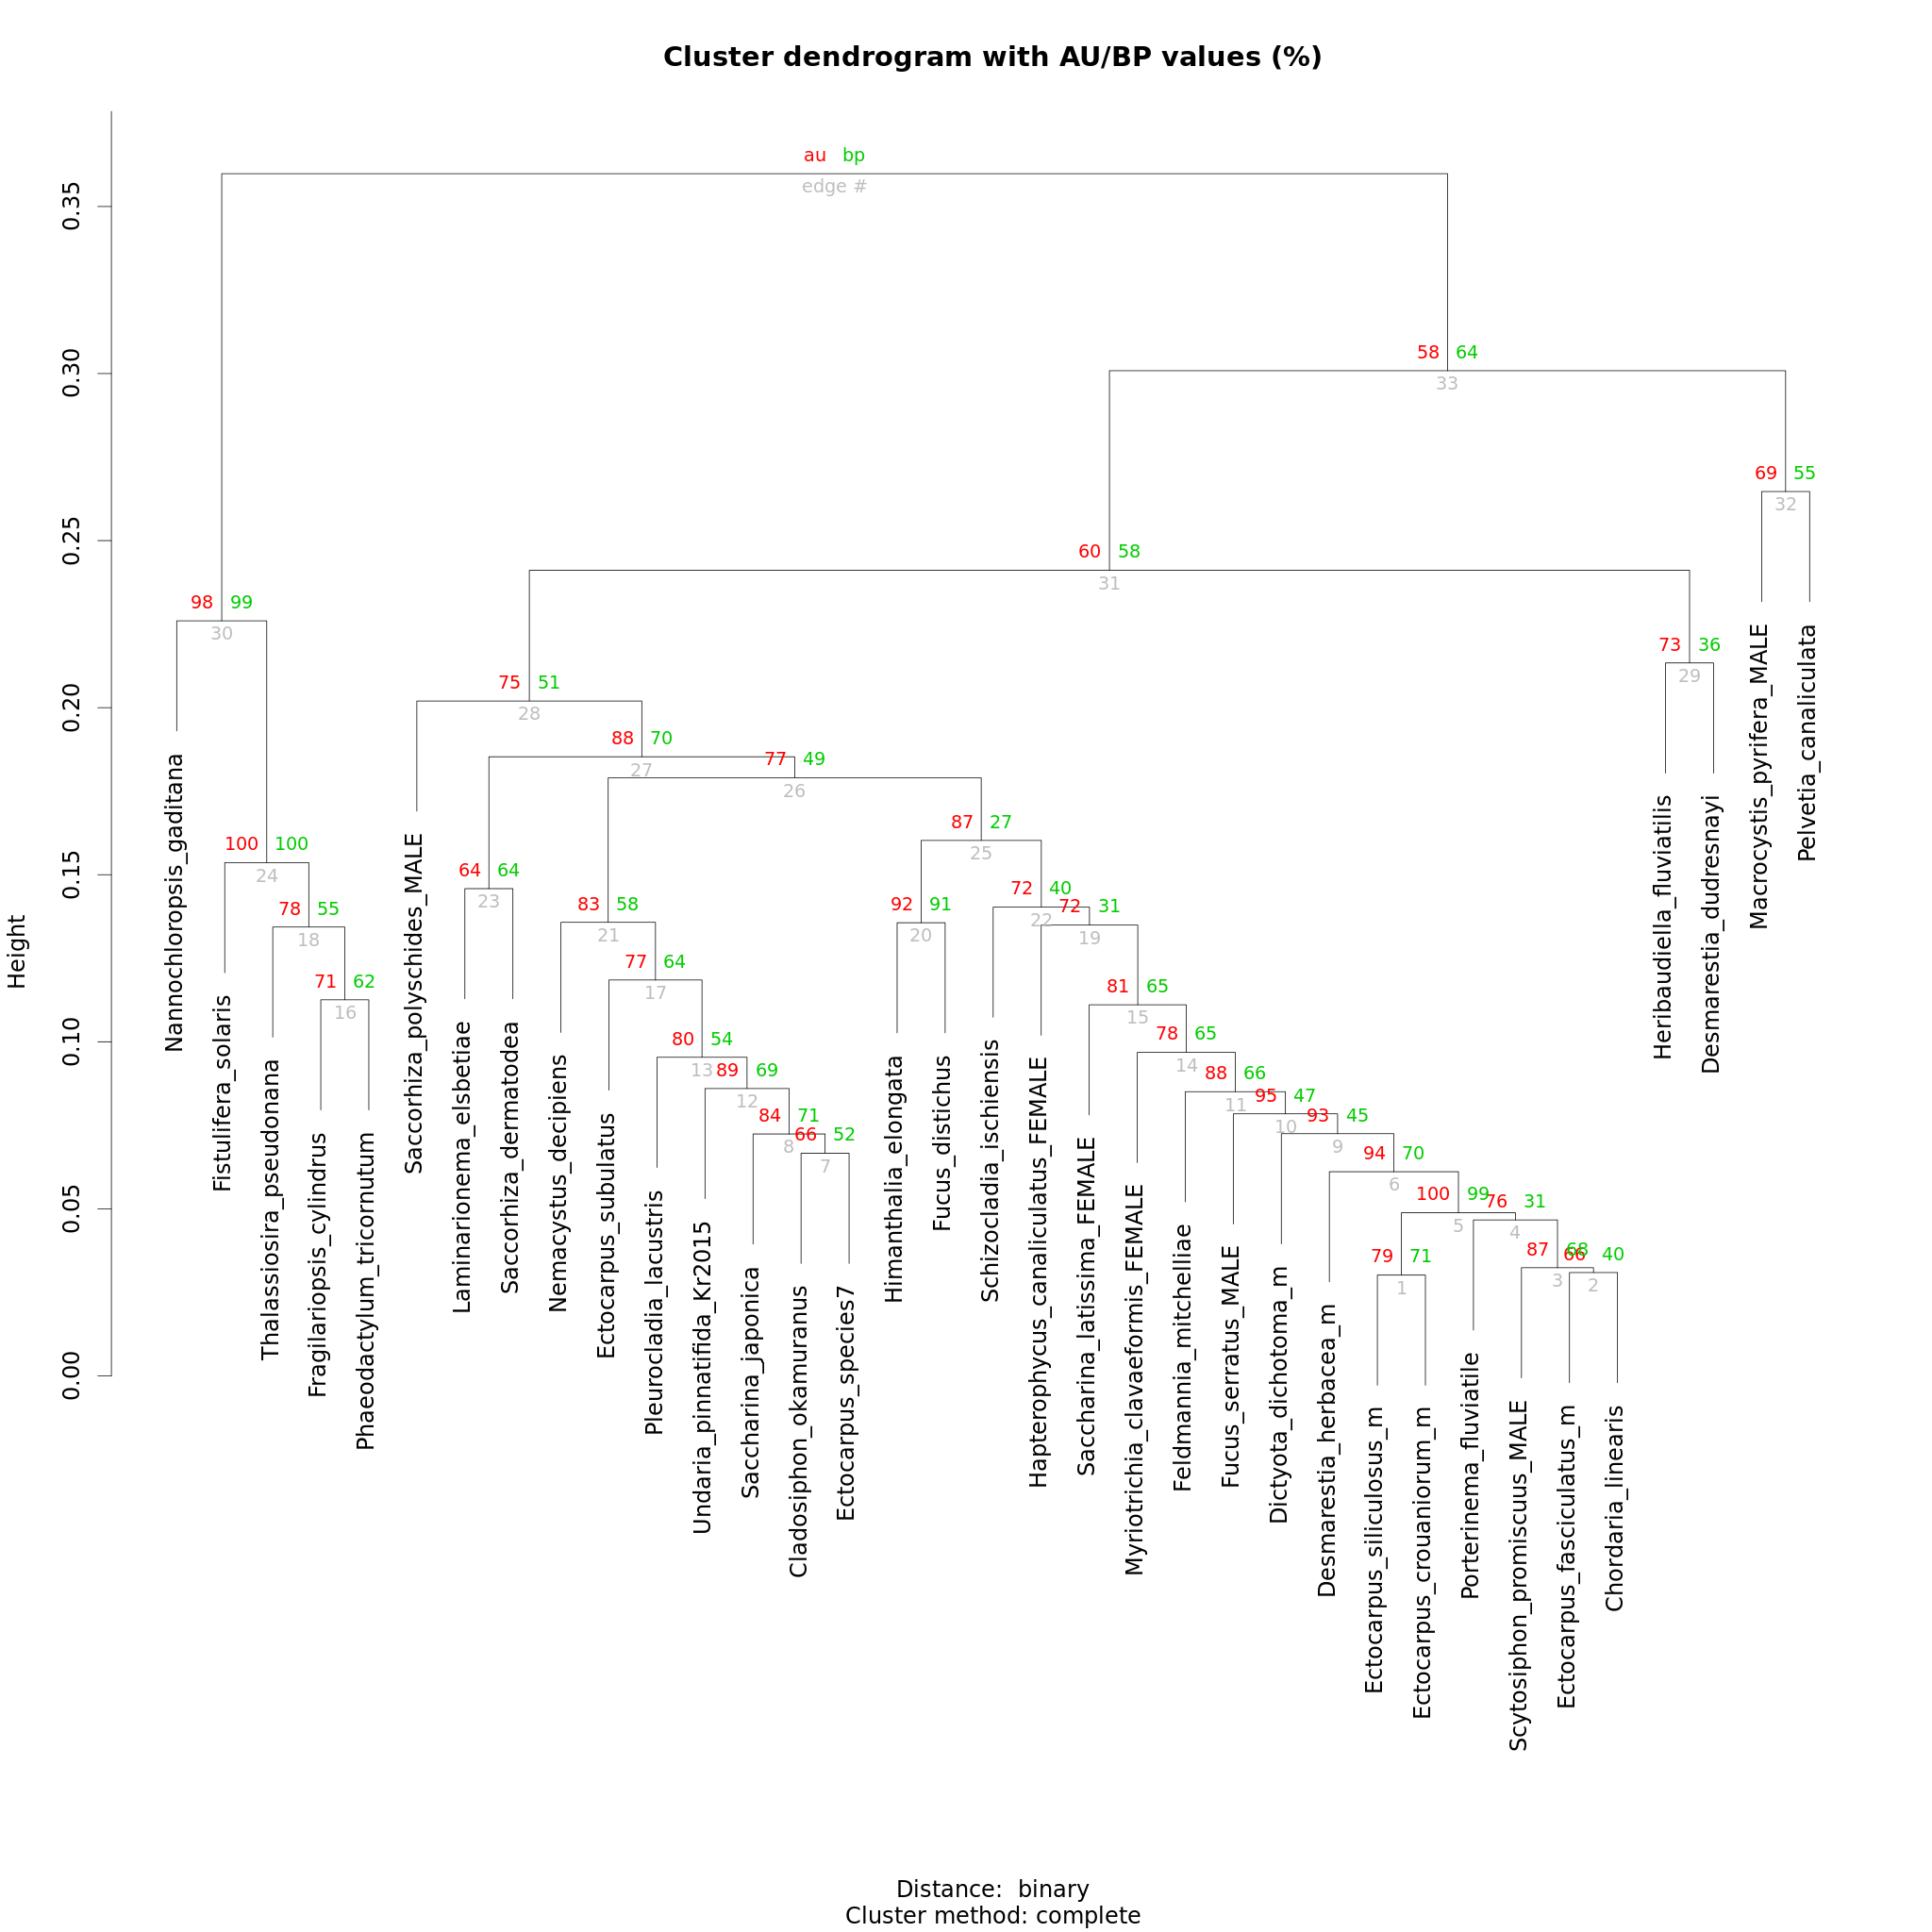 Cluster dendrogram with AU/BP values (%)
au bp
edge #
Height
0.35
0.30
0.25
0.20
0.15
0.10
0.05
0.00
58 64
33
69 55
32
60 58
31
98 99
30
73 36
29
75 51
28
88 70
27
77 49
26
87 27
25
100 100
24
64 64
23
72 40
22
83 58
21
92 91
20
72 31
19
78 55
18
77 64
17
71 62
16
81 65
15
78 65
14
80 54
13
89 69
12
88 66
11
95 47
10
93 45
9
84 71
8
66 52
7
94 70
6
100 99
5
76 31
4
87 68
3
66 40
2
79 71
1
Nannochloropsis_gaditana
Fistulifera_solaris
Thalassiosira_pseudonana
Fragilariopsis_cylindrus
Phaeodactylum_tricornutum
Saccorhiza_polyschides_MALE
Laminarionema_elsbetiae
Saccorhiza_dermatodea
Nemacystus_decipiens
Ectocarpus_subulatus
Pleurocladia_lacustris
Undaria_pinnatifida_Kr2015
Saccharina_japonica
Cladosiphon_okamuranus
Ectocarpus_species7
Himanthalia_elongata
Fucus_distichus
Schizocladia_ischiensis
Hapterophycus_canaliculatus_FEMALE
Saccharina_latissima_FEMALE
Myriotrichia_clavaeformis_FEMALE
Feldmannia_mitchelliae
Fucus_serratus_MALE
Dictyota_dichotoma_m
Desmarestia_herbacea_m
Ectocarpus_siliculosus_m
Ectocarpus_crouaniorum_m
Porterinema_fluviatile
Scytosiphon_promiscuus_MALE
Ectocarpus_fasciculatus_m
Chordaria_linearis
Heribaudiella_fluviatilis
Desmarestia_dudresnayi
Macrocystis_pyrifera_MALE
Pelvetia_canaliculata
Distance: binary
Cluster method: complete